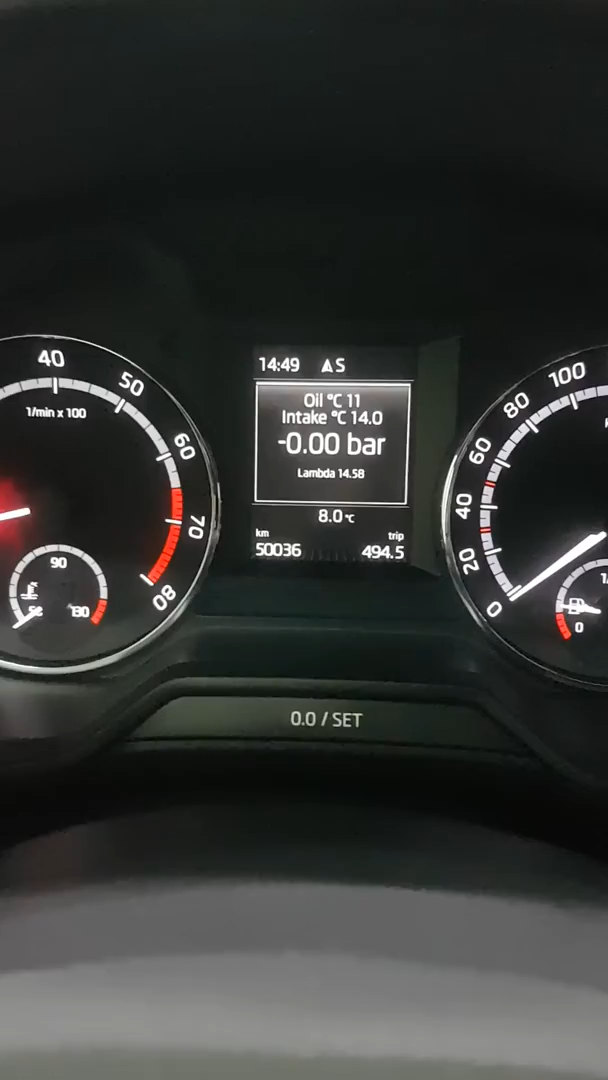 14:49 S
Oil °C 11
Intake °C 14.0
-0.00 bar
Lambda 14.58
8.0 °C
km trip
50036 494.5
40
50
60
70
80
1/min x 100
90
130
100
80
60
40
20
0
0
0.0 / SET